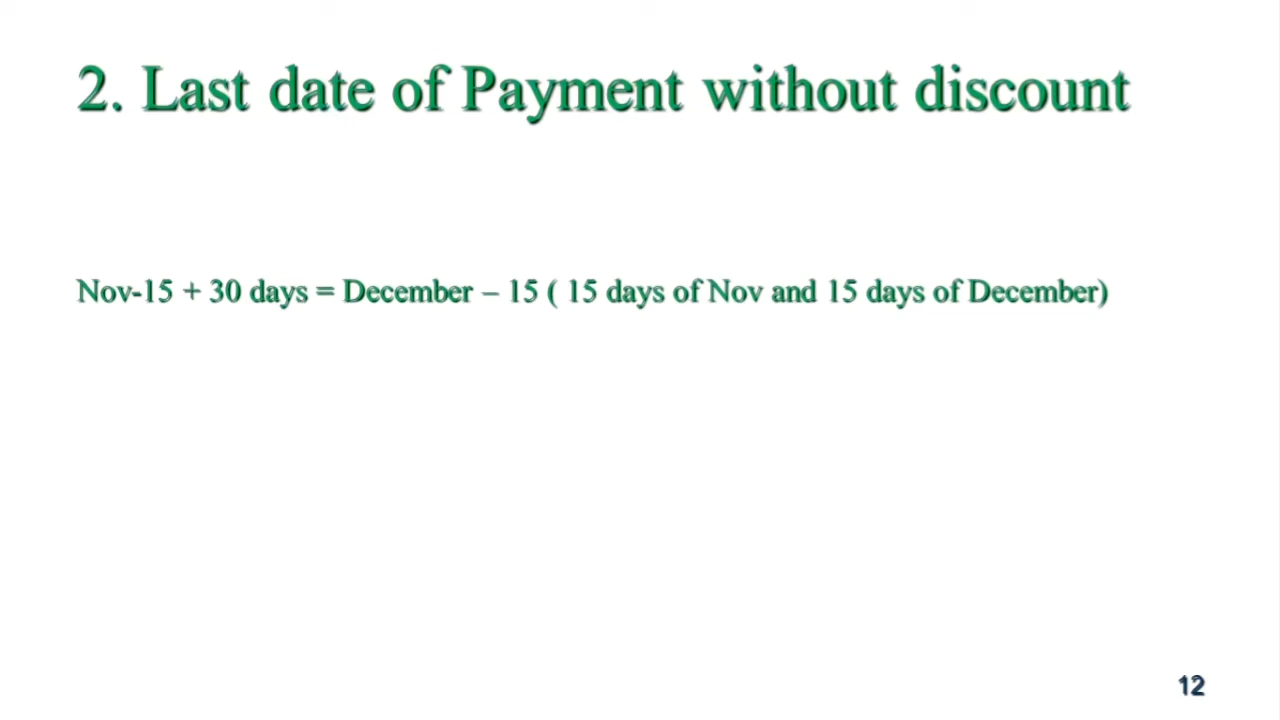 2. Last date of Payment without discount
Nov-15 + 30 days = December – 15 ( 15 days of Nov and 15 days of December)
12